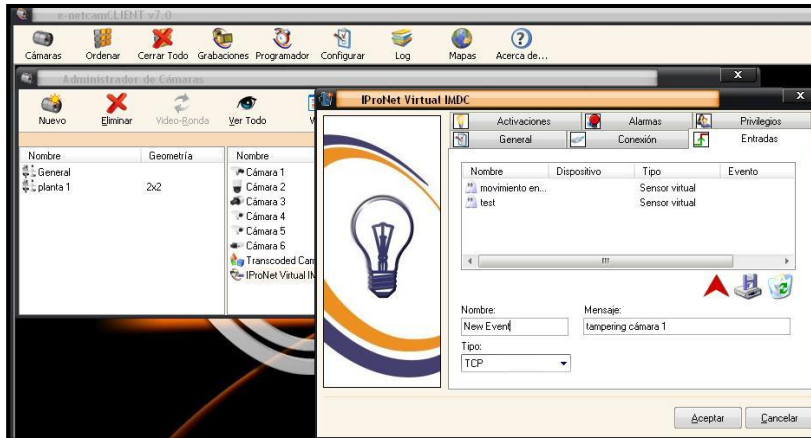 e-netcamCLIENT v7.0
Cámaras Ordenar Cerrar Todo Grabaciones Programador Configurar Log Mapas Acerca de...
Administrador de Cámaras X
Nuevo Eliminar Video-Ronda Ver Todo
IProNet Virtual IMDC X
Activaciones Alarmas Privilegios
General Conexión Entradas
Nombre Geometría Nombre
General Cámara 1
planta 1 2x2 Cámara 2
Cámara 3
Cámara 4
Cámara 5
Cámara 6
Transcoded Cam
IProNet Virtual IM
Nombre Dispositivo Tipo Evento
movimiento en... Sensor virtual
test Sensor virtual
Nombre: Mensaje:
New Event tampering cámara 1
Tipo:
TCP
Aceptar Cancelar